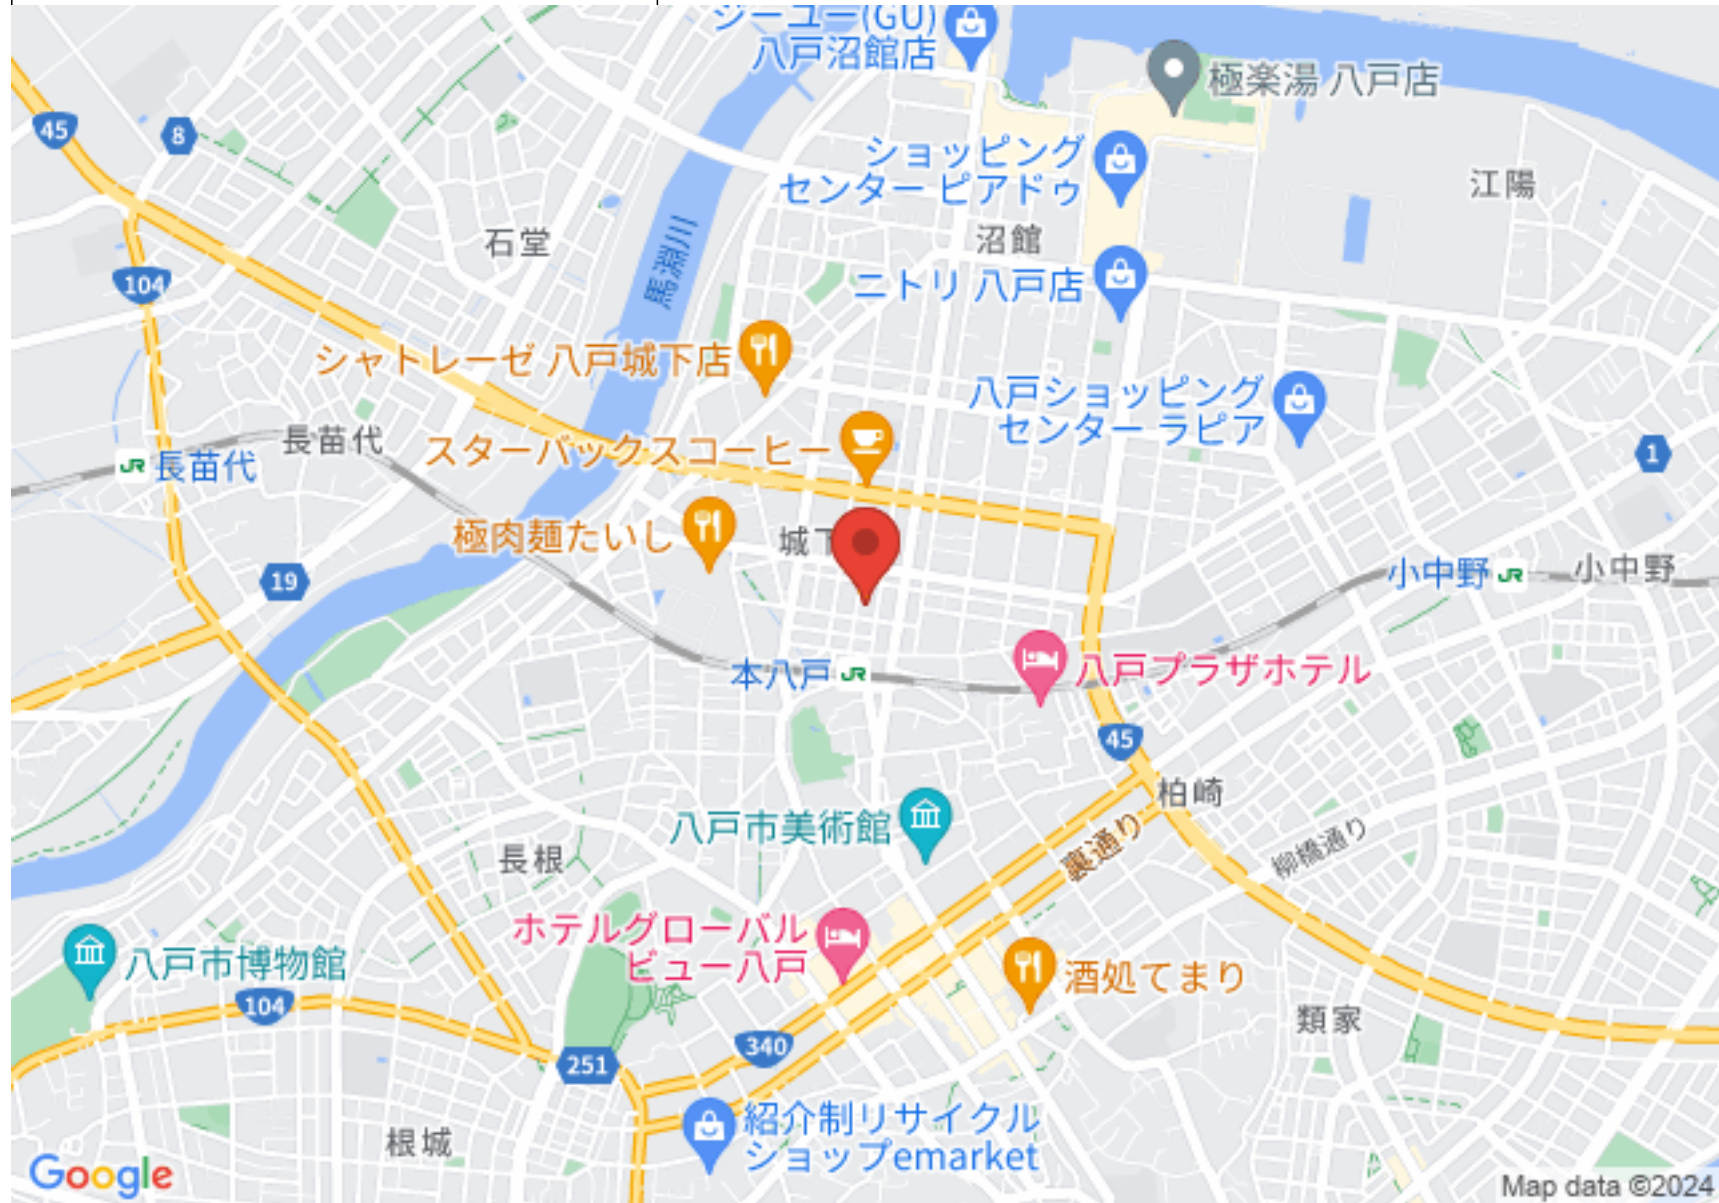 ジーユー(GU)
八戸沼館店
極楽湯 八戸店
45
8
ショッピング
センター ピアドゥ
江陽
石堂
沼館
馬淵川
104
ニトリ 八戸店
シャトレーゼ 八戸城下店
八戸ショッピング
センター ラピア
長苗代
スターバックスコーヒー
1
JR
長苗代
極肉麺たいし
城下
19
小中野
JR
小中野
本八戸
JR
八戸プラザホテル
45
柏崎
八戸市美術館
裏通り
柳橋通り
長根
ホテルグローバル
ビュー八戸
八戸市博物館
酒処てまり
104
類家
340
251
紹介制リサイクル
ショップemarket
根城
Google
Map data ©2024